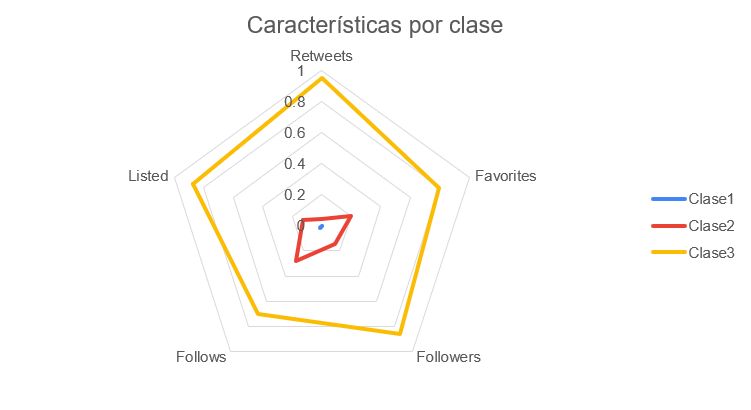 Características por clase
Retweets
1
0.8
0.6
0.4
0.2
0
Listed
Favorites
Follows
Followers
Clase1
Clase2
Clase3